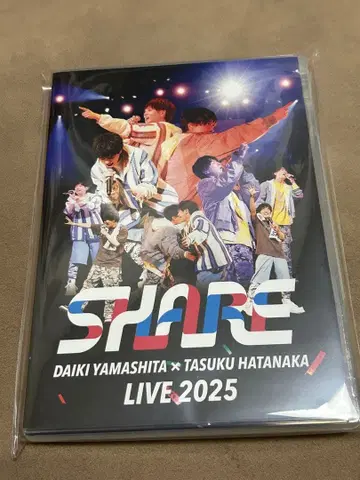 SHARE
DAIKI YAMASHITA × TASUKU HATANAKA
LIVE 2025